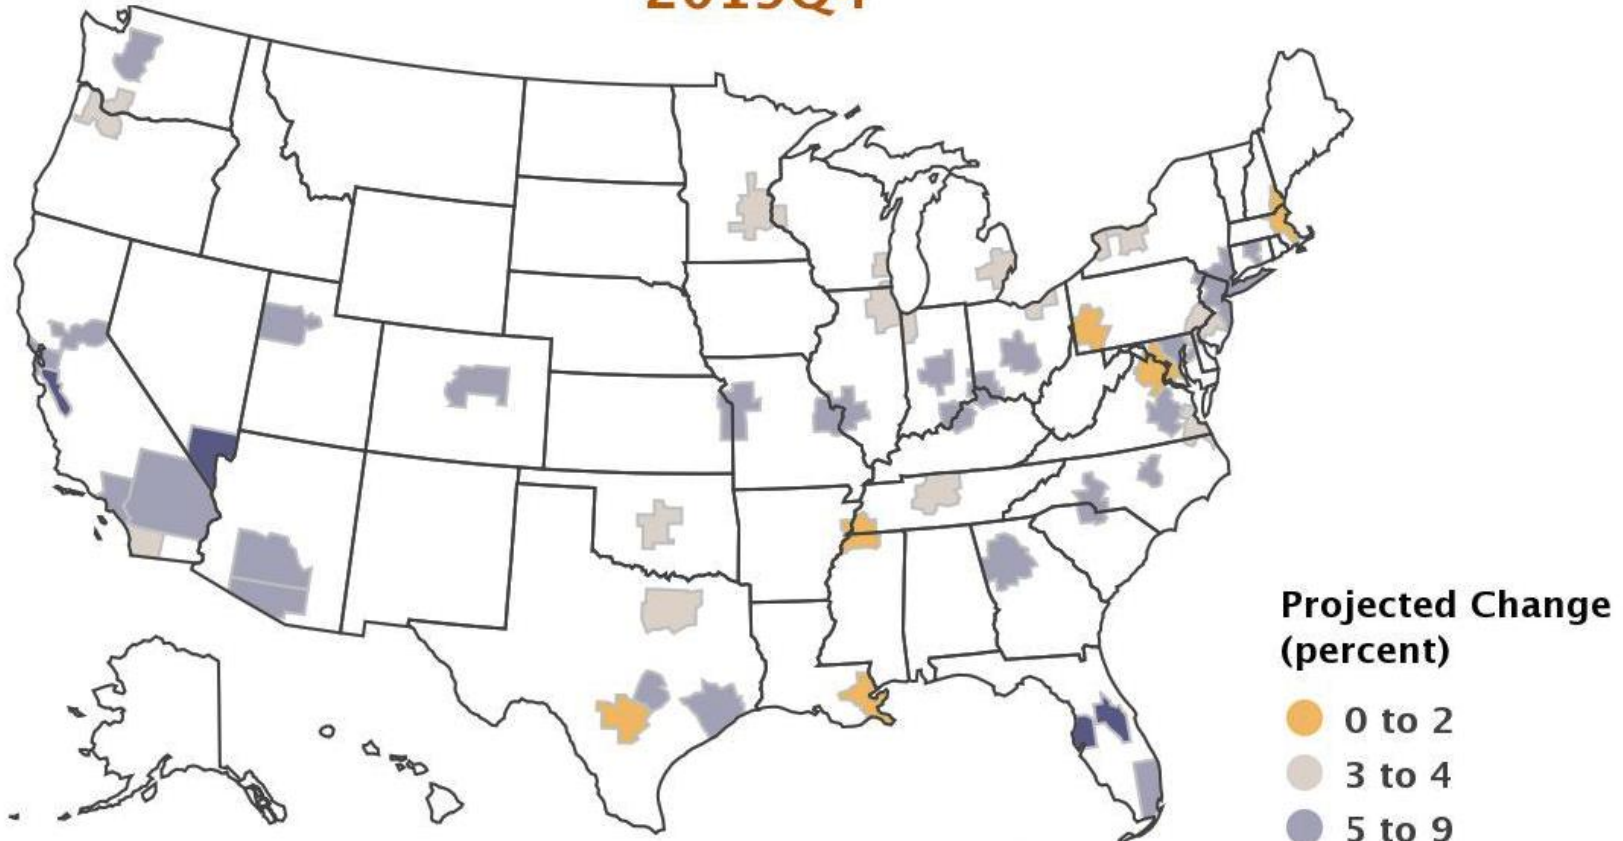 Projected Change
(percent)
0 to 2
3 to 4
5 to 9